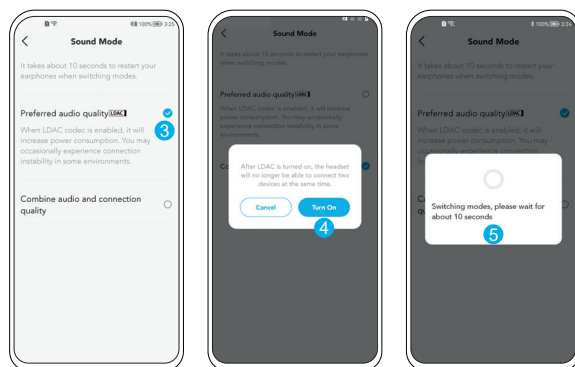 100% 3:25
Sound Mode
It takes about 10 seconds to restart your
earphones when switching modes.
Preferred audio quality LDAC
3
When LDAC codec is enabled, it will
increase power consumption. You may
occasionally experience connection
instability in some environments.
Combine audio and connection
quality
Sound Mode
It takes about 10 seconds to restart your earphones
when switching modes.
Preferred audio quality LDAC
When LDAC codec is enabled, it will increase
power consumption. You may occasionally
experience connection instability in some
environments.
Co
After LDAC is turned on, the headset
will no longer be able to connect two
devices at the same time.
Cancel
Turn On
4
100% 3:24
Sound Mode
It takes about 10 seconds to restart your
earphones when switching modes.
Preferred audio quality LDAC
When LDAC codec is enabled, it will
increase power consumption. You may
occasionally experience connection
in
Switching modes, please wait for
about 10 seconds
5
C
q